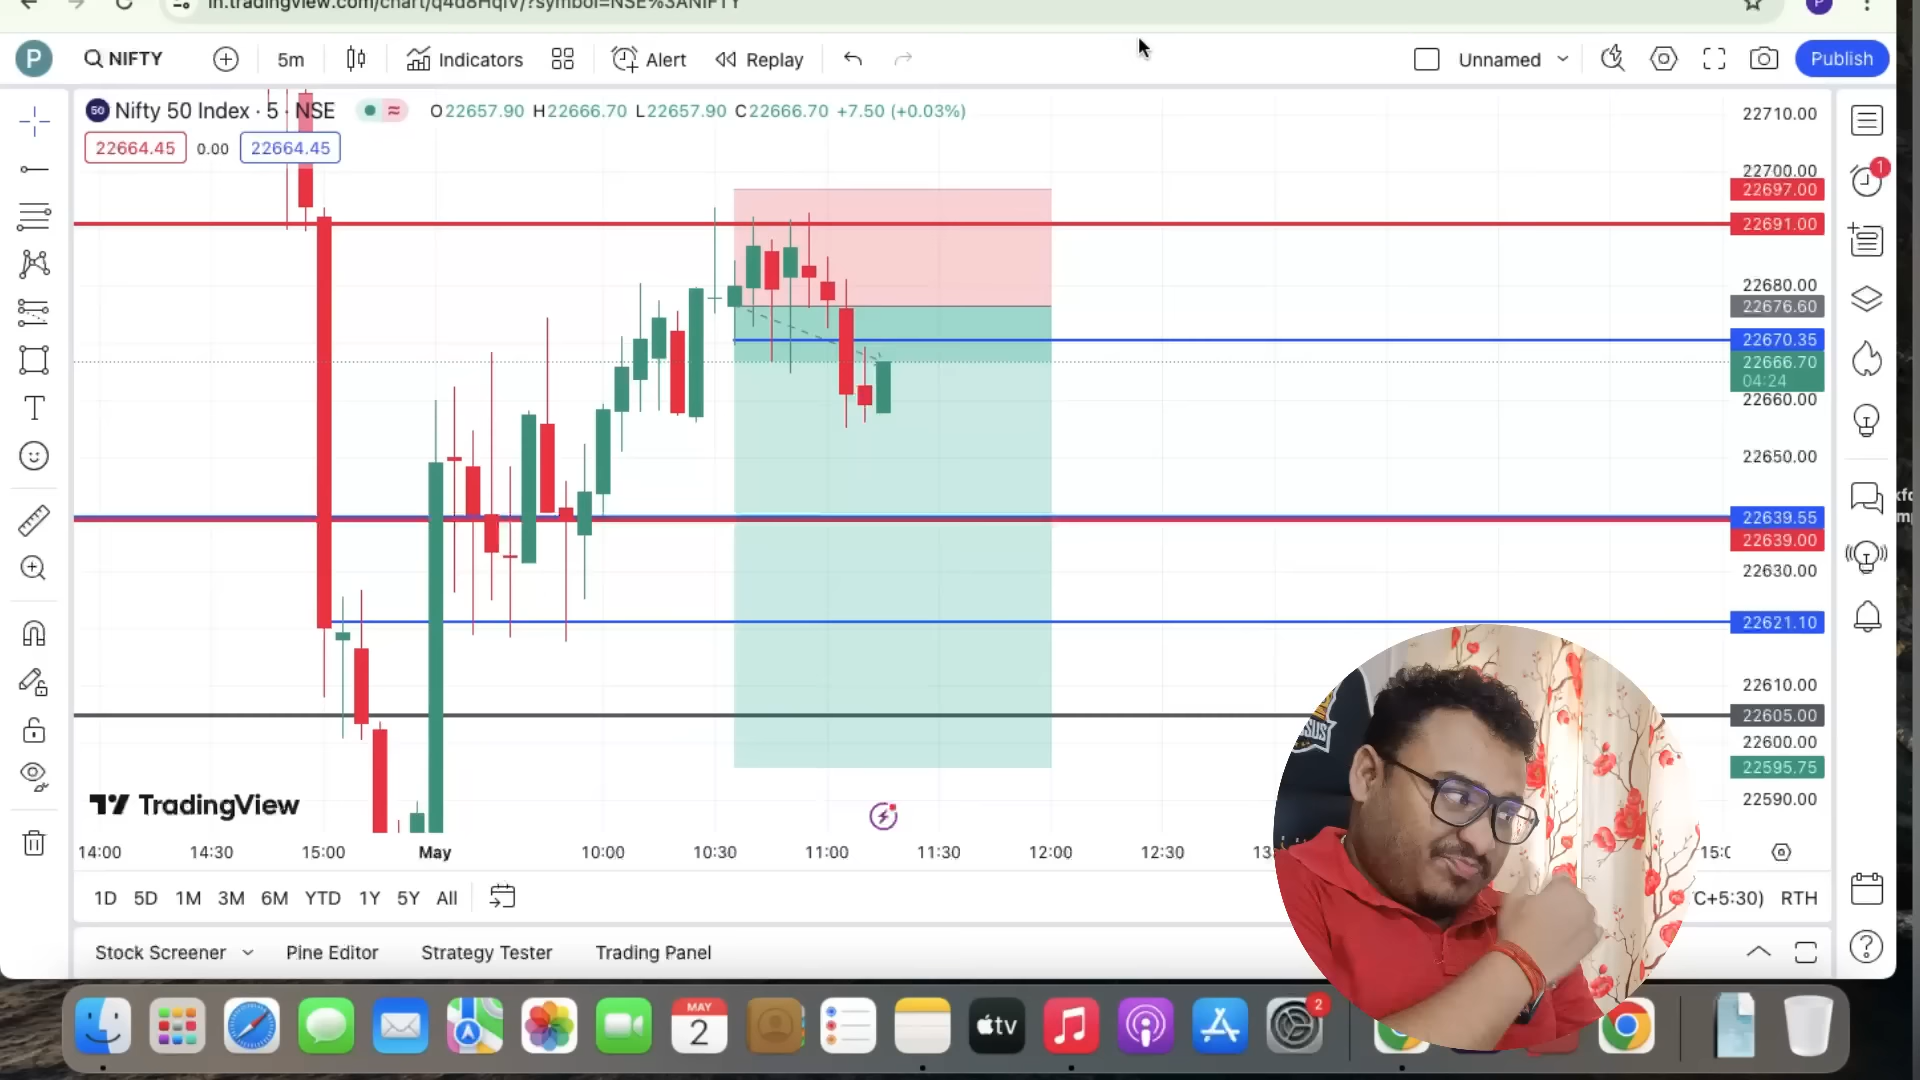 in.tradingview.com/chart/q4d8HqIv/?symbol=NSE%3ANIFTY
P
P NIFTY 5m Indicators Alert Replay Unnamed Publish
50 Nifty 50 Index · 5 · NSE O22657.90 H22666.70 L22657.90 C22666.70 +7.50 (+0.03%)
22664.45 0.00 22664.45
22710.00
22700.00
22697.00
22691.00
22680.00
22676.60
22670.35
22666.70
04:24
22660.00
22650.00
22639.55
22639.00
22630.00
22621.10
22610.00
22605.00
22600.00
22595.75
22590.00
1
TradingView
14:00 14:30 15:00 May 10:00 10:30 11:00 11:30 12:00 12:30
1D 5D 1M 3M 6M YTD 1Y 5Y All C+5:30) RTH
Stock Screener Pine Editor Strategy Tester Trading Panel
MAY
2
tv
2